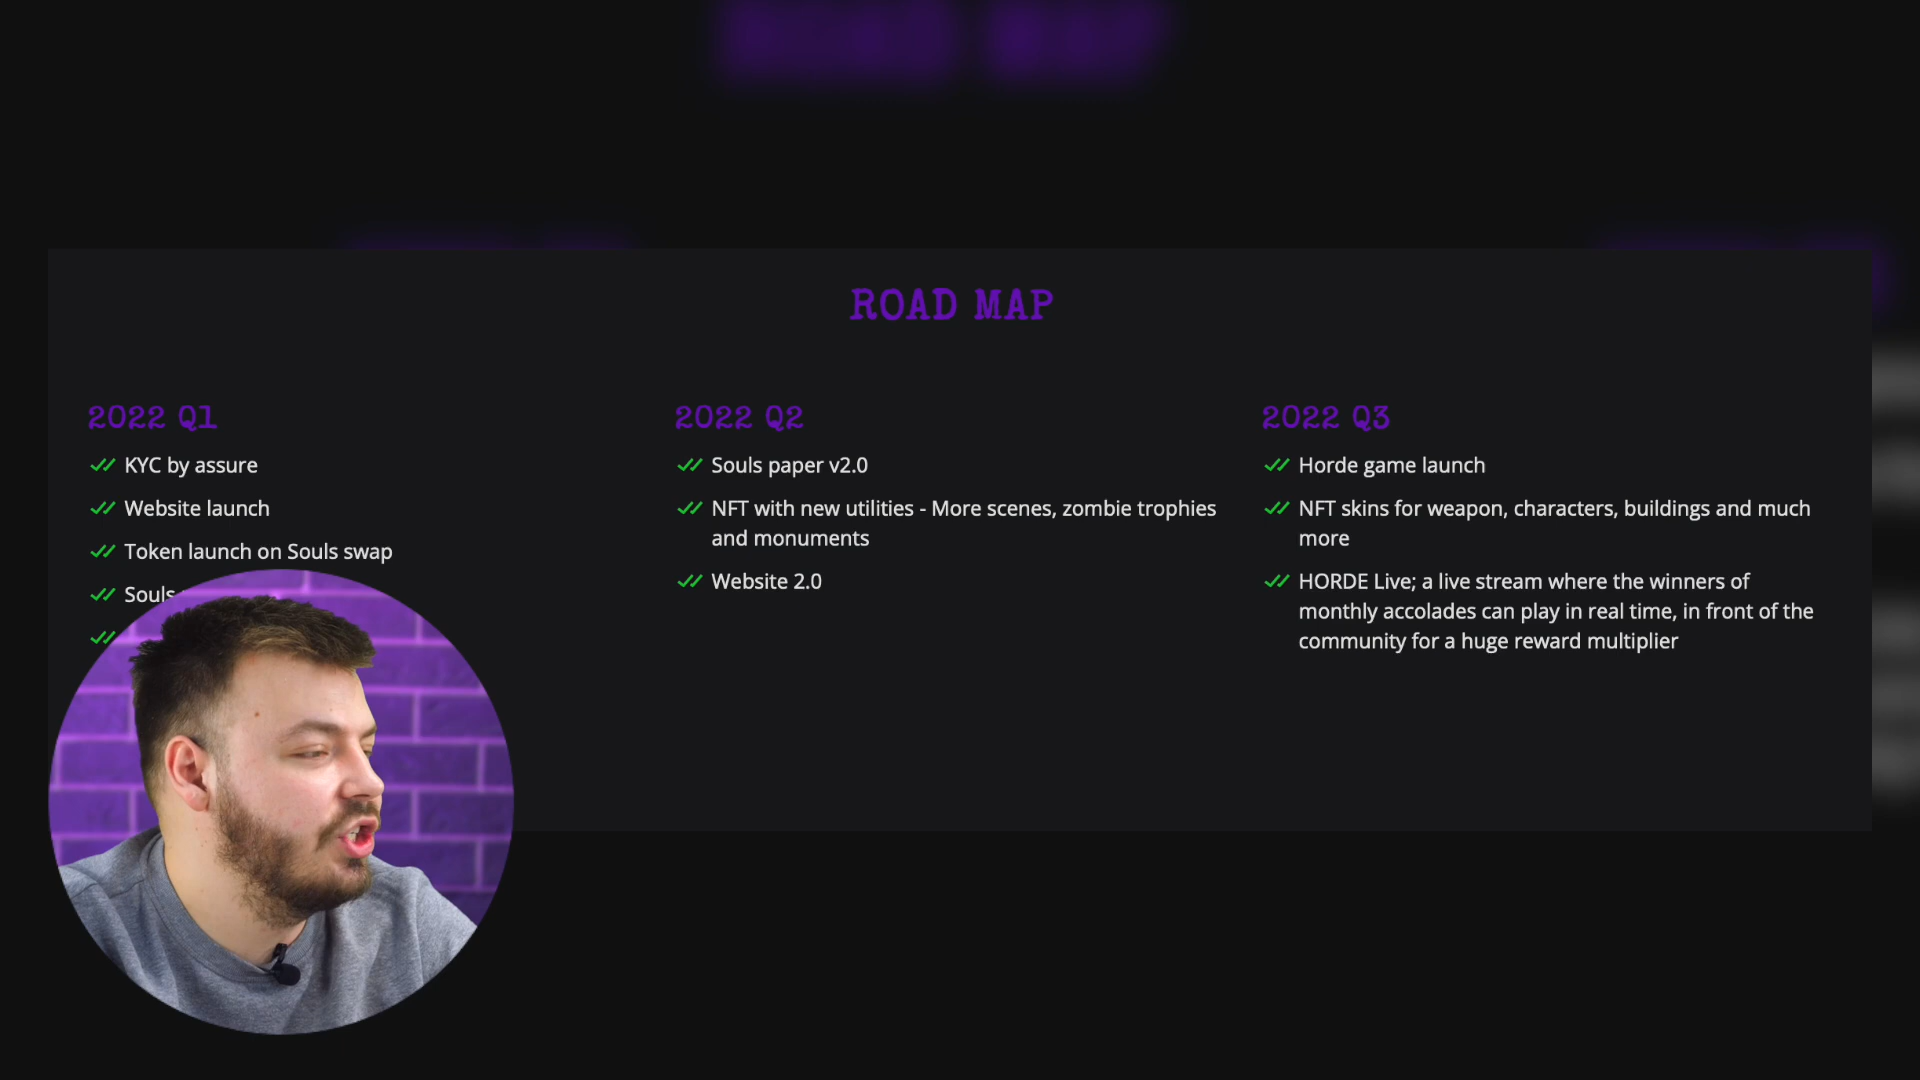 ROAD MAP
2022 Q1
KYC by assure
Website launch
Token launch on Souls swap
Souls
2022 Q2
Souls paper v2.0
NFT with new utilities - More scenes, zombie trophies
and monuments
Website 2.0
2022 Q3
Horde game launch
NFT skins for weapon, characters, buildings and much
more
HORDE Live; a live stream where the winners of
monthly accolades can play in real time, in front of the
community for a huge reward multiplier